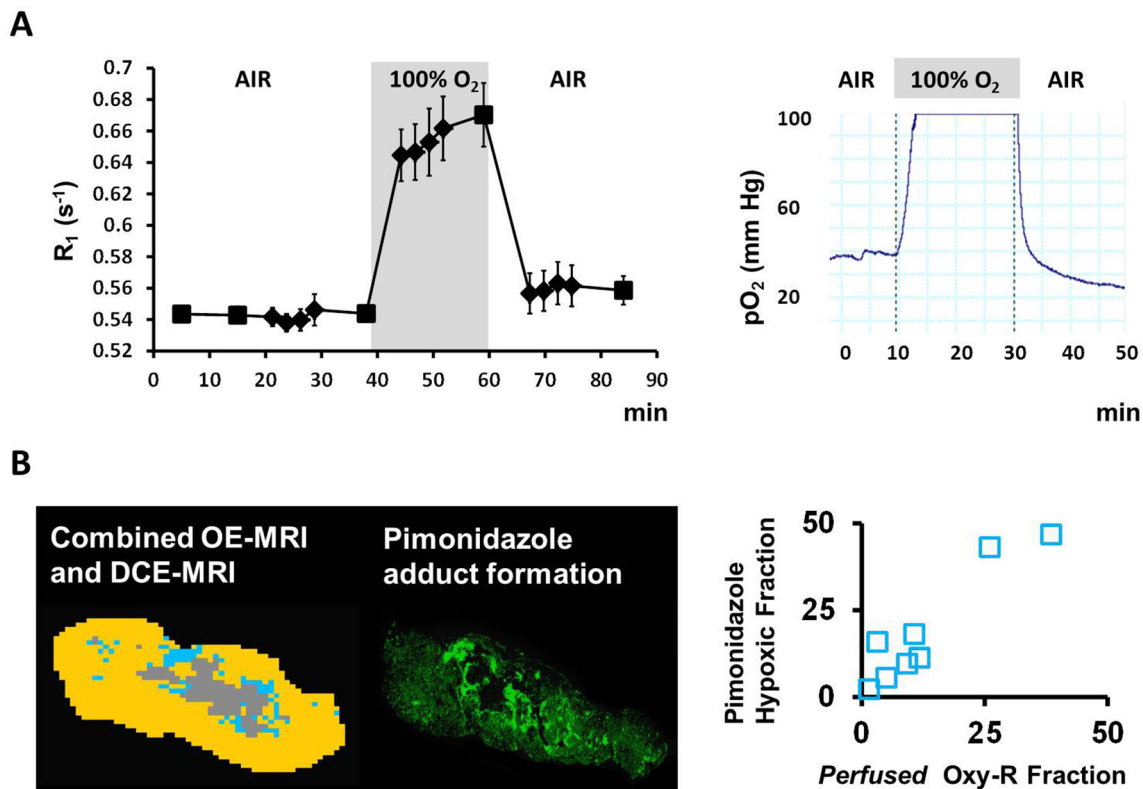 A
AIR
100% O₂
AIR
0.7
0.68
0.66
0.64
0.62
0.6
0.58
0.56
0.54
0.52
R₁ (s⁻¹)
0 10 20 30 40 50 60 70 80 90
min
AIR
100% O₂
AIR
100
60
20
pO₂ (mm Hg)
0 10 20 30 40 50
min
B
Combined OE-MRI
and DCE-MRI
Pimonidazole
adduct formation
Pimonidazole
Hypoxic Fraction
50
25
0
0 25 50
Perfused Oxy-R Fraction